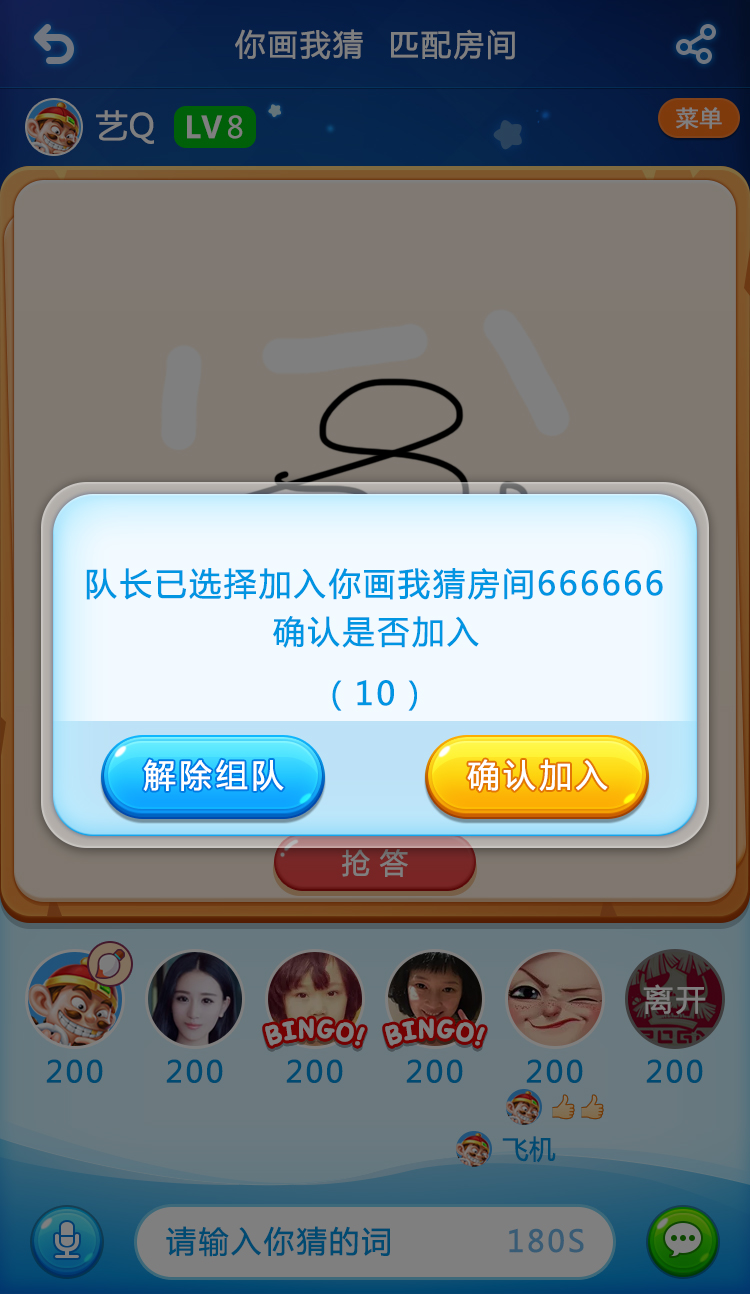 你画我猜 匹配房间
艺Q LV8
菜单
队长已选择加入你画我猜房间666666
确认是否加入
（10）
解除组队 确认加入
抢答
BINGO! BINGO! 离开
200 200 200 200 200 200
飞机
请输入你猜的词 180S